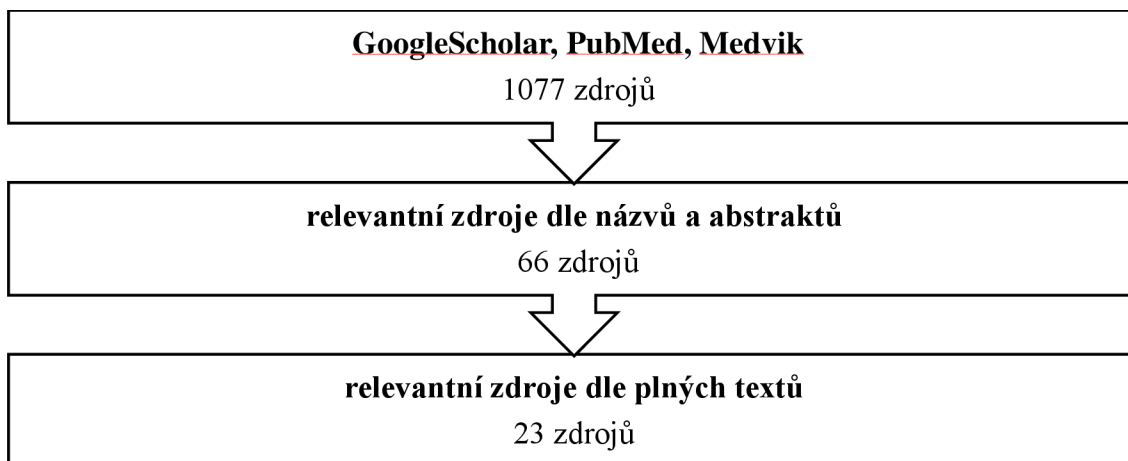 GoogleScholar, PubMed, Medvik
1077 zdrojů
relevantní zdroje dle názvů a abstraktů
66 zdrojů
relevantní zdroje dle plných textů
23 zdrojů